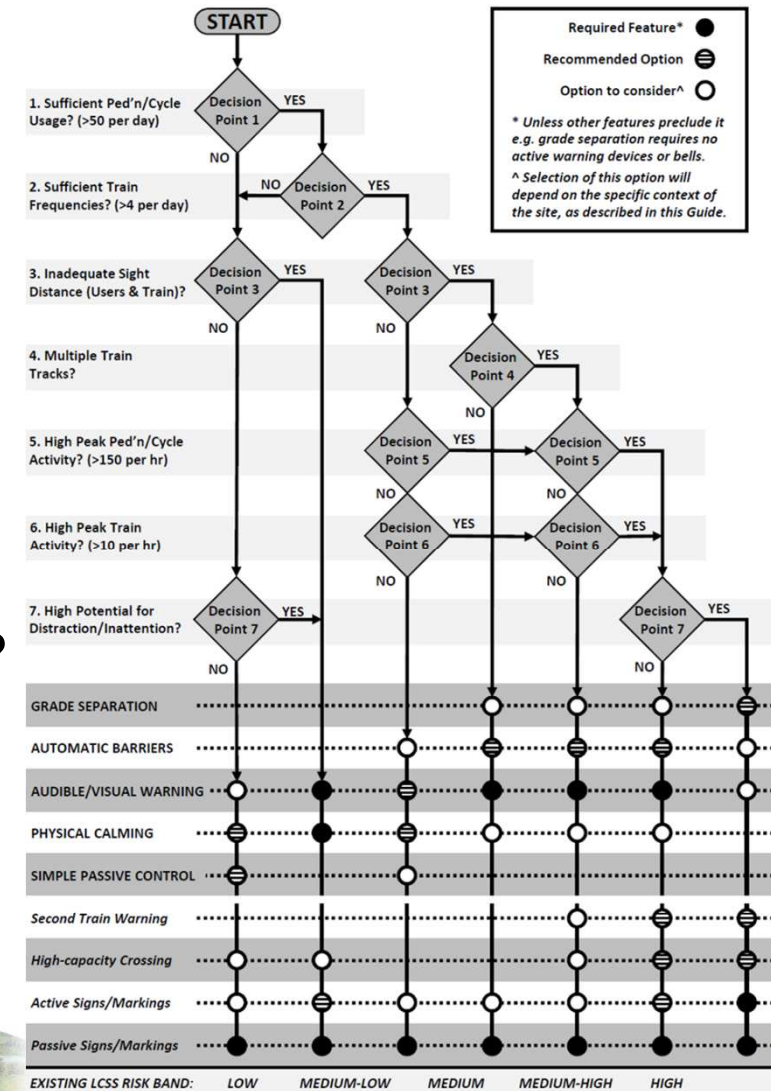 START
Required Feature*
Recommended Option
Option to consider^
* Unless other features preclude it
e.g. grade separation requires no
active warning devices or bells.
^ Selection of this option will
depend on the specific context of
the site, as described in this Guide.
1. Sufficient Ped'n/Cycle
Usage? (>50 per day)
Decision
Point 1
YES
NO
2. Sufficient Train
Frequencies? (>4 per day)
NO
Decision
Point 2
YES
3. Inadequate Sight
Distance (Users & Train)?
Decision
Point 3
YES
NO
Decision
Point 3
YES
NO
4. Multiple Train
Tracks?
Decision
Point 4
YES
NO
5. High Peak Ped'n/Cycle
Activity? (>150 per hr)
Decision
Point 5
YES
NO
Decision
Point 5
YES
NO
6. High Peak Train
Activity? (>10 per hr)
Decision
Point 6
YES
NO
Decision
Point 6
YES
NO
7. High Potential for
Distraction/Inattention?
Decision
Point 7
YES
NO
Decision
Point 7
YES
NO
GRADE SEPARATION
AUTOMATIC BARRIERS
AUDIBLE/VISUAL WARNING
PHYSICAL CALMING
SIMPLE PASSIVE CONTROL
Second Train Warning
High-capacity Crossing
Active Signs/Markings
Passive Signs/Markings
EXISTING LCSS RISK BAND: LOW MEDIUM-LOW MEDIUM MEDIUM-HIGH HIGH